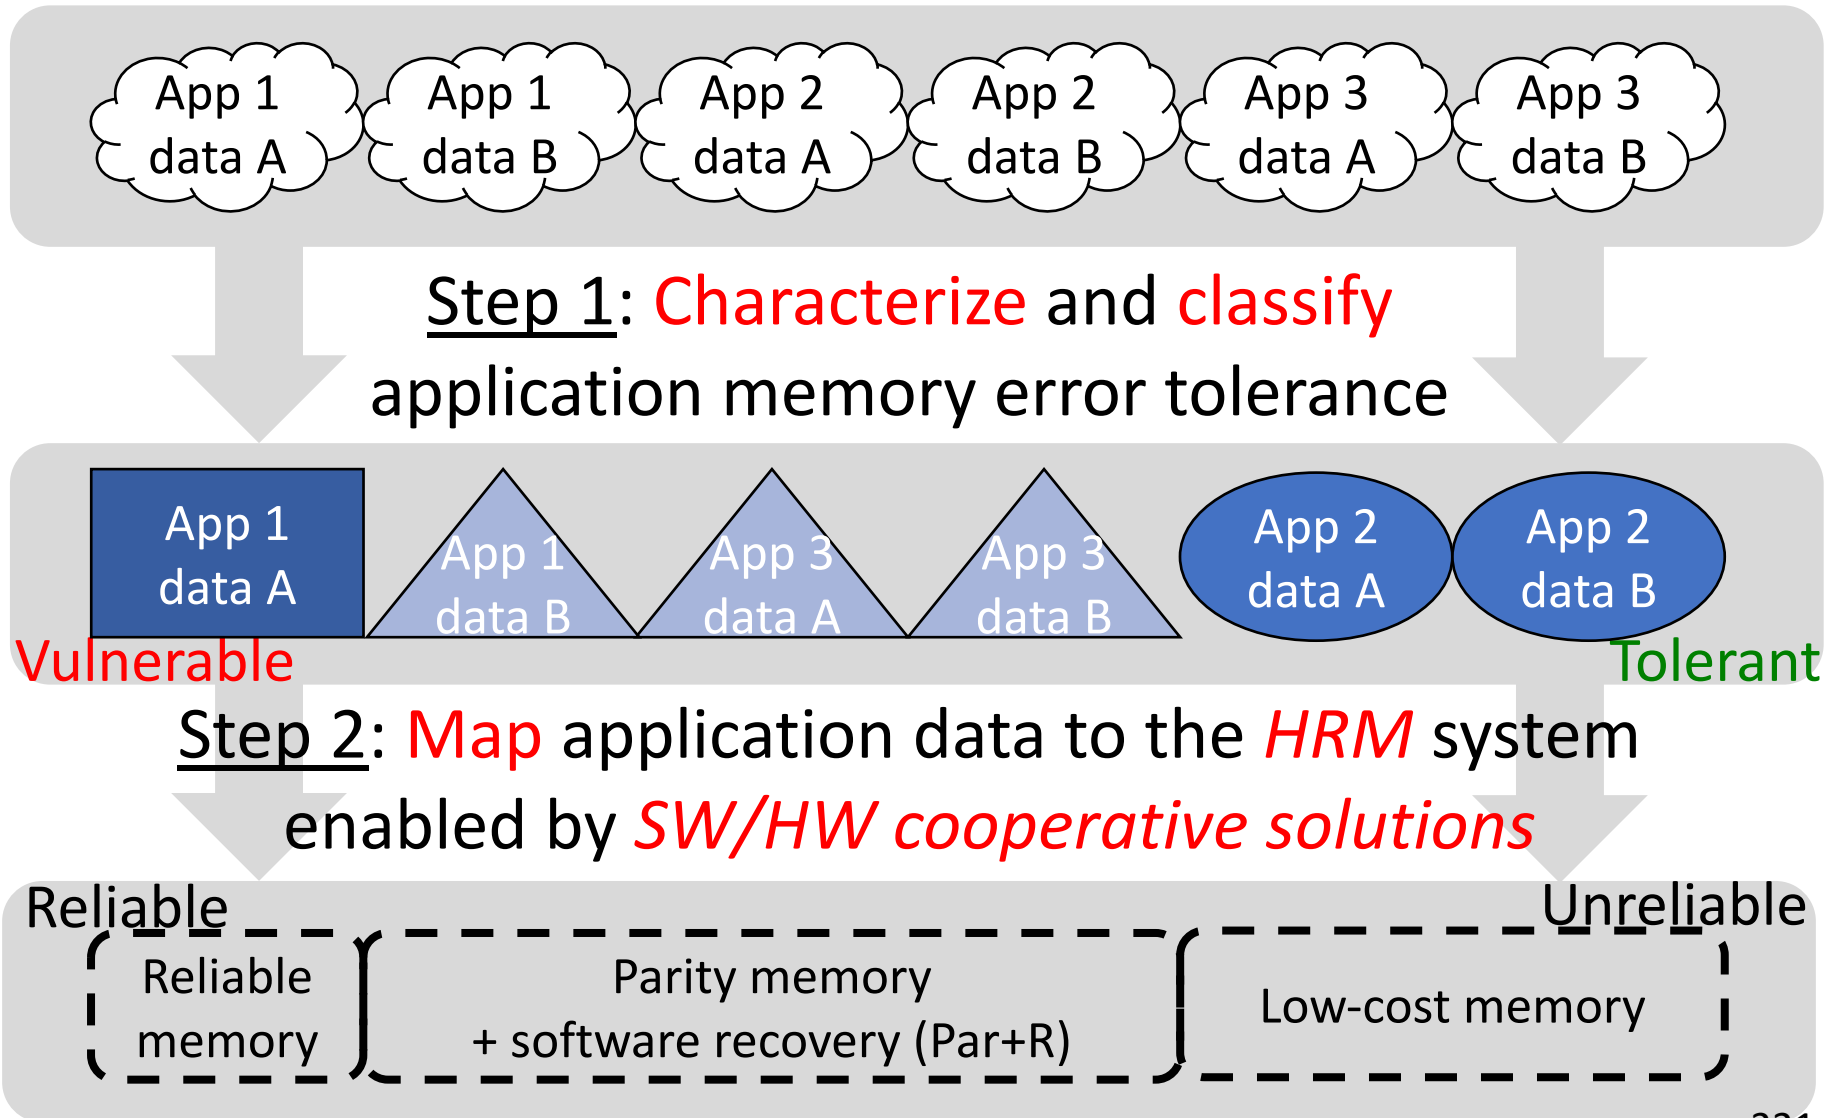 App 1
data A
App 1
data B
App 2
data A
App 2
data B
App 3
data A
App 3
data B
Step 1: Characterize and classify
application memory error tolerance
App 1
data A
App 1
data B
App 3
data A
App 3
data B
App 2
data A
App 2
data B
Vulnerable
Tolerant
Step 2: Map application data to the HRM system
enabled by SW/HW cooperative solutions
Reliable
Unreliable
Reliable
memory
Parity memory
+ software recovery (Par+R)
Low-cost memory